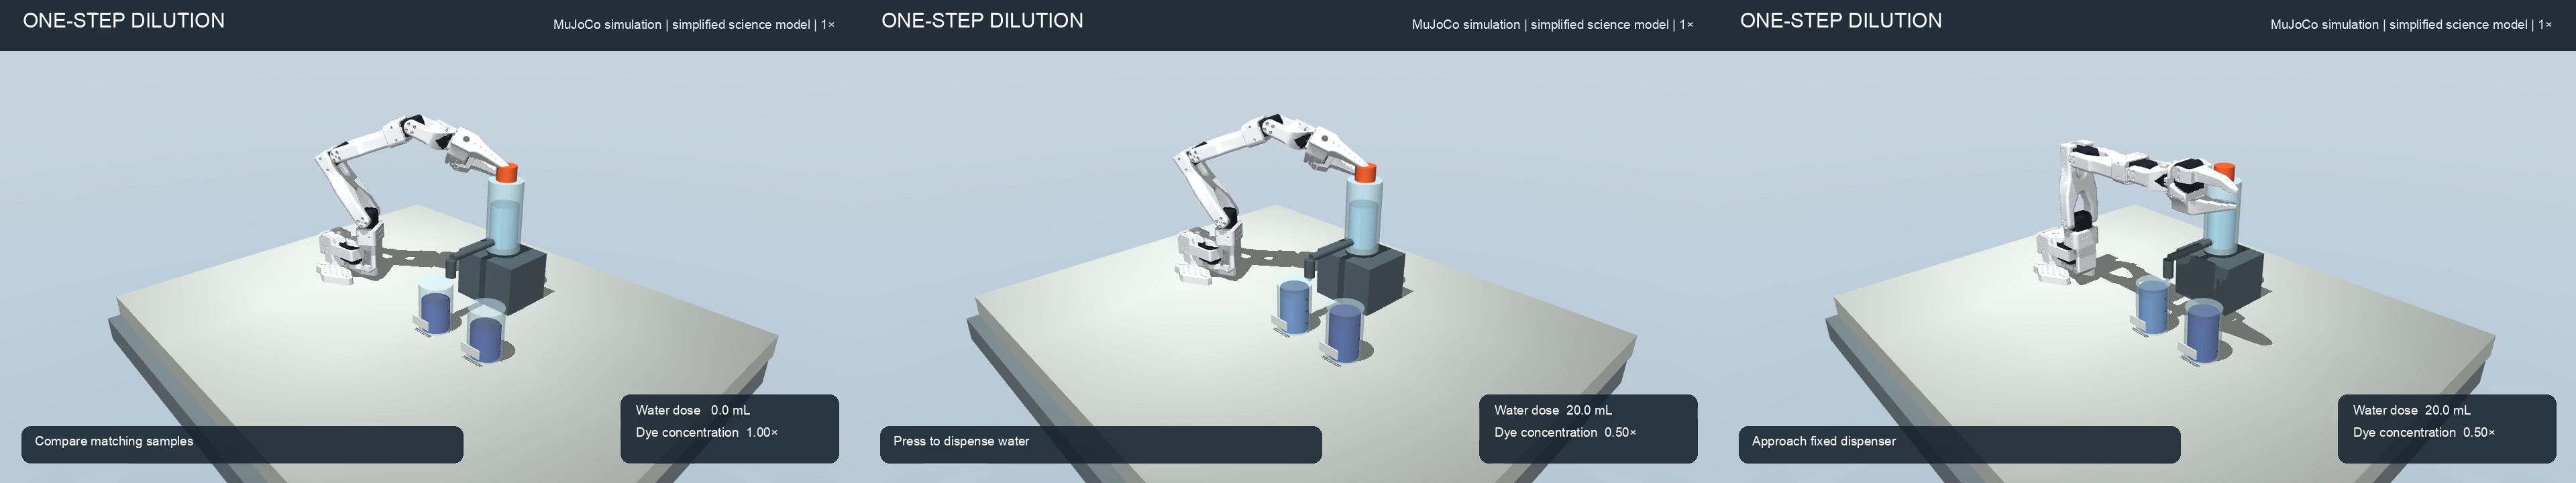 ONE-STEP DILUTION
MuJoCo simulation | simplified science model | 1×
Water dose 0.0 mL
Dye concentration 1.00×
Compare matching samples
ONE-STEP DILUTION
MuJoCo simulation | simplified science model | 1×
Water dose 20.0 mL
Dye concentration 0.50×
Press to dispense water
ONE-STEP DILUTION
MuJoCo simulation | simplified science model | 1×
Water dose 20.0 mL
Dye concentration 0.50×
Approach fixed dispenser